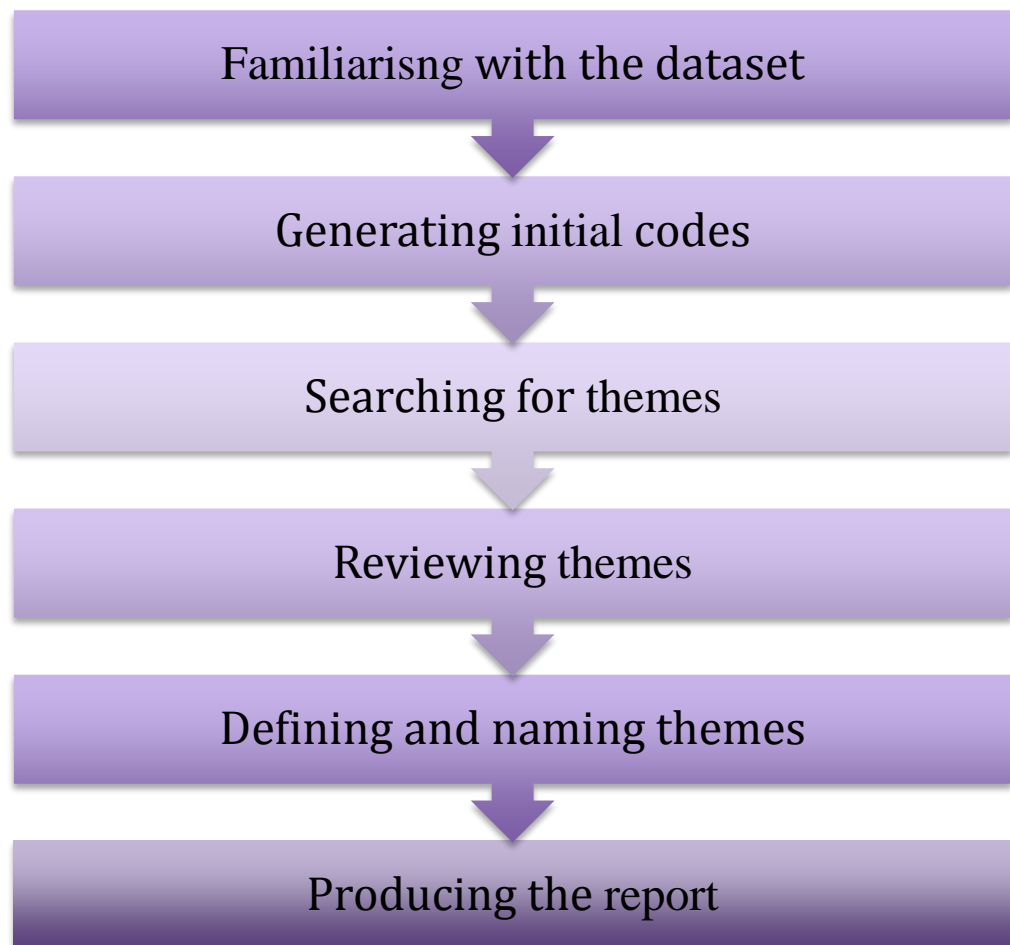 Familiarisng with the dataset
Generating initial codes
Searching for themes
Reviewing themes
Defining and naming themes
Producing the report